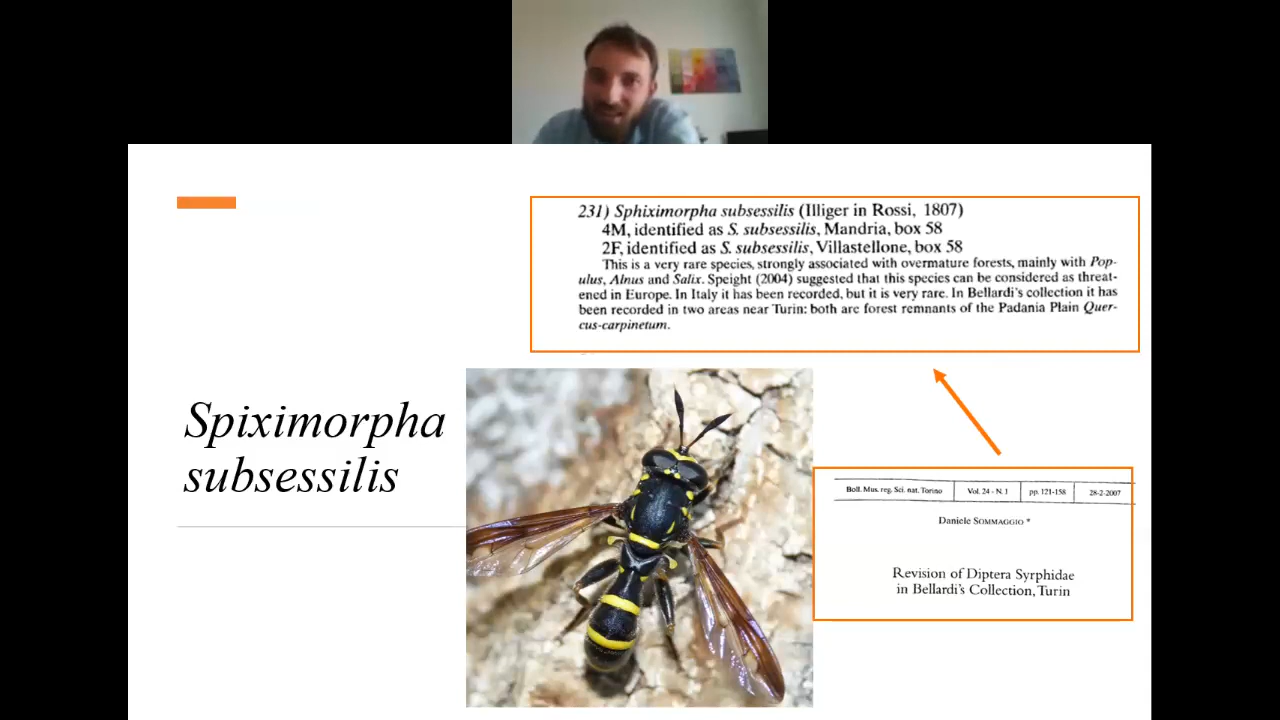 231) Sphiximorpha subsessilis (Illiger in Rossi, 1807)
4M, identified as S. subsessilis, Mandria, box 58
2F, identified as S. subsessilis, Villastellone, box 58
This is a very rare species, strongly associated with overmature forests, mainly with Pop-
ulus, Alnus and Salix. Speight (2004) suggested that this species can be considered as threat-
ened in Europe. In Italy it has been recorded, but it is very rare. In Bellardi's collection it has
been recorded in two areas near Turin: both are forest remnants of the Padania Plain Quer-
cus-carpinetum.
Spiximorpha
subsessilis
Boll. Mus. reg. Sci. nat. Torino Vol. 24 - N. 1 pp. 121-158 28-2-2007
Daniele SOMMAGGIO *
Revision of Diptera Syrphidae
in Bellardi's Collection, Turin